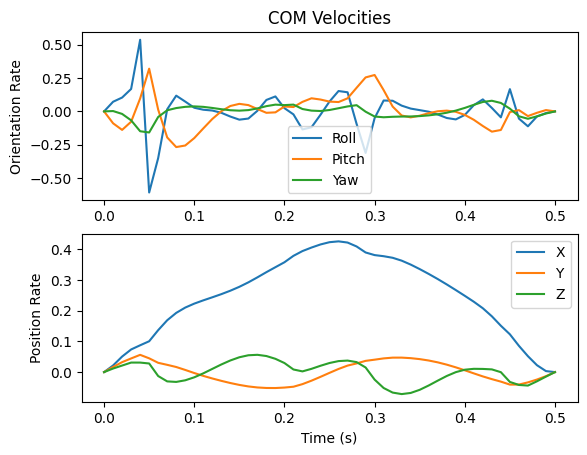 COM Velocities
Orientation Rate
0.50
0.25
0.00
−0.25
−0.50
Roll
Pitch
Yaw
0.0
0.1
0.2
0.3
0.4
0.5
Position Rate
0.4
0.3
0.2
0.1
0.0
X
Y
Z
0.0
0.1
0.2
0.3
0.4
0.5
Time (s)